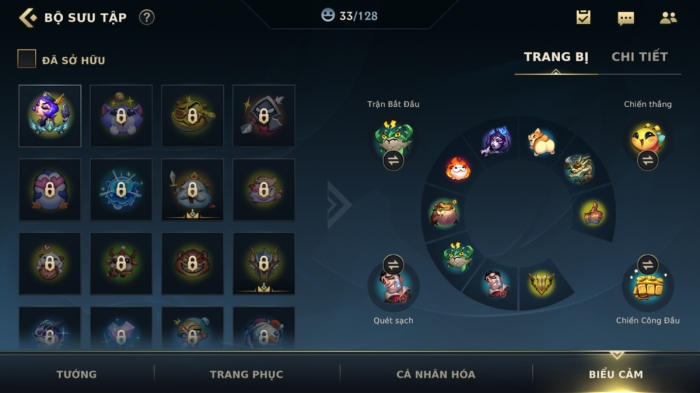 BỘ SƯU TẬP ?
33/128
ĐÃ SỞ HỮU
TRANG BỊ
CHI TIẾT
Trận Bắt Đầu
Chiến thắng
Quét sạch
Chiến Công Đầu
TƯỚNG
TRANG PHỤC
CÁ NHÂN HÓA
BIỂU CẢM